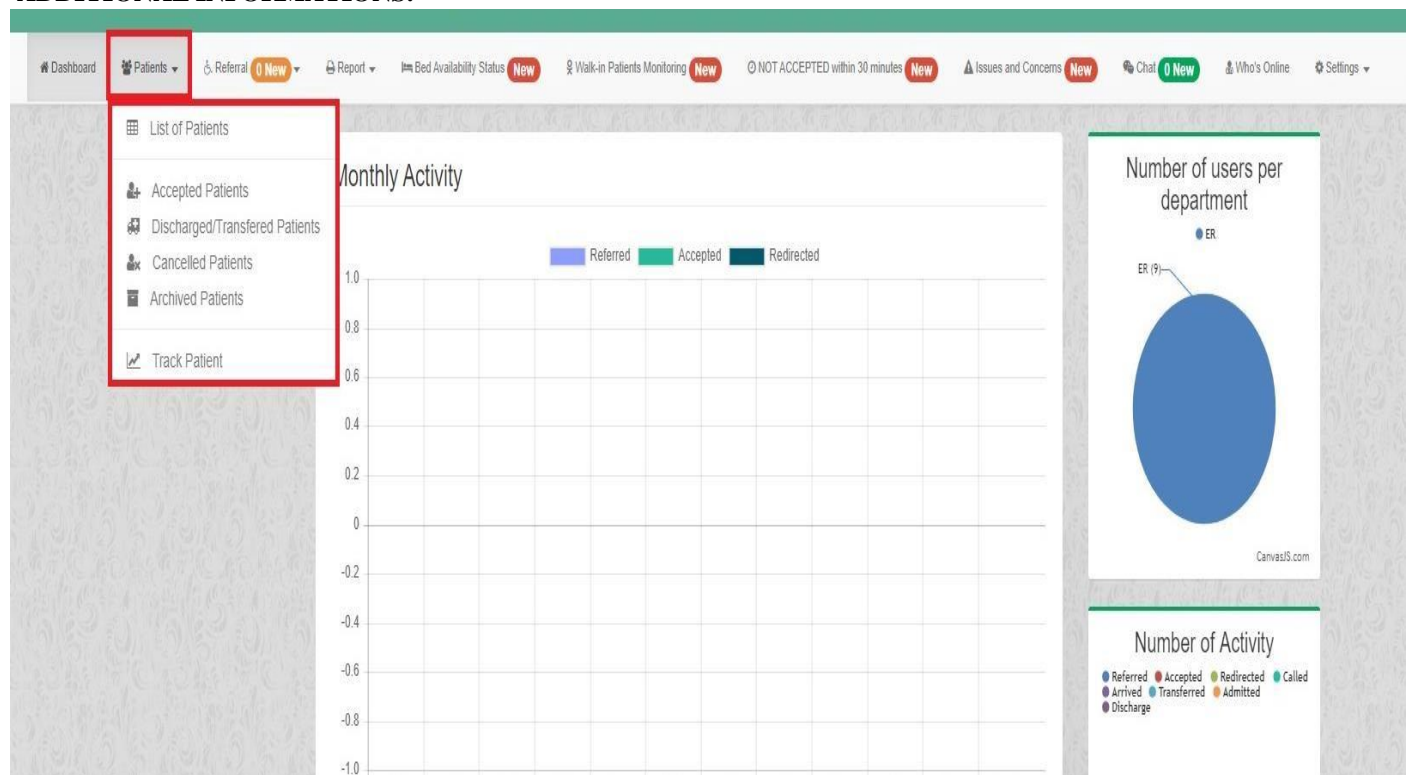 ADDITIONAL INFORMATIONS:
Dashboard Patients Referral 0 New Report Bed Availability Status New Walk-in Patients Monitoring New NOT ACCEPTED within 30 minutes New Issues and Concerns New Chat 0 New Who's Online Settings
List of Patients
Accepted Patients
Discharged/Transfered Patients
Cancelled Patients
Archived Patients
Track Patient
Monthly Activity
Referred Accepted Redirected
1.0
0.8
0.6
0.4
0.2
0
-0.2
-0.4
-0.6
-0.8
-1.0
Number of users per
department
ER
ER (9)
CanvasJS.com
Number of Activity
Referred Accepted Redirected Called
Arrived Transferred Admitted
Discharge